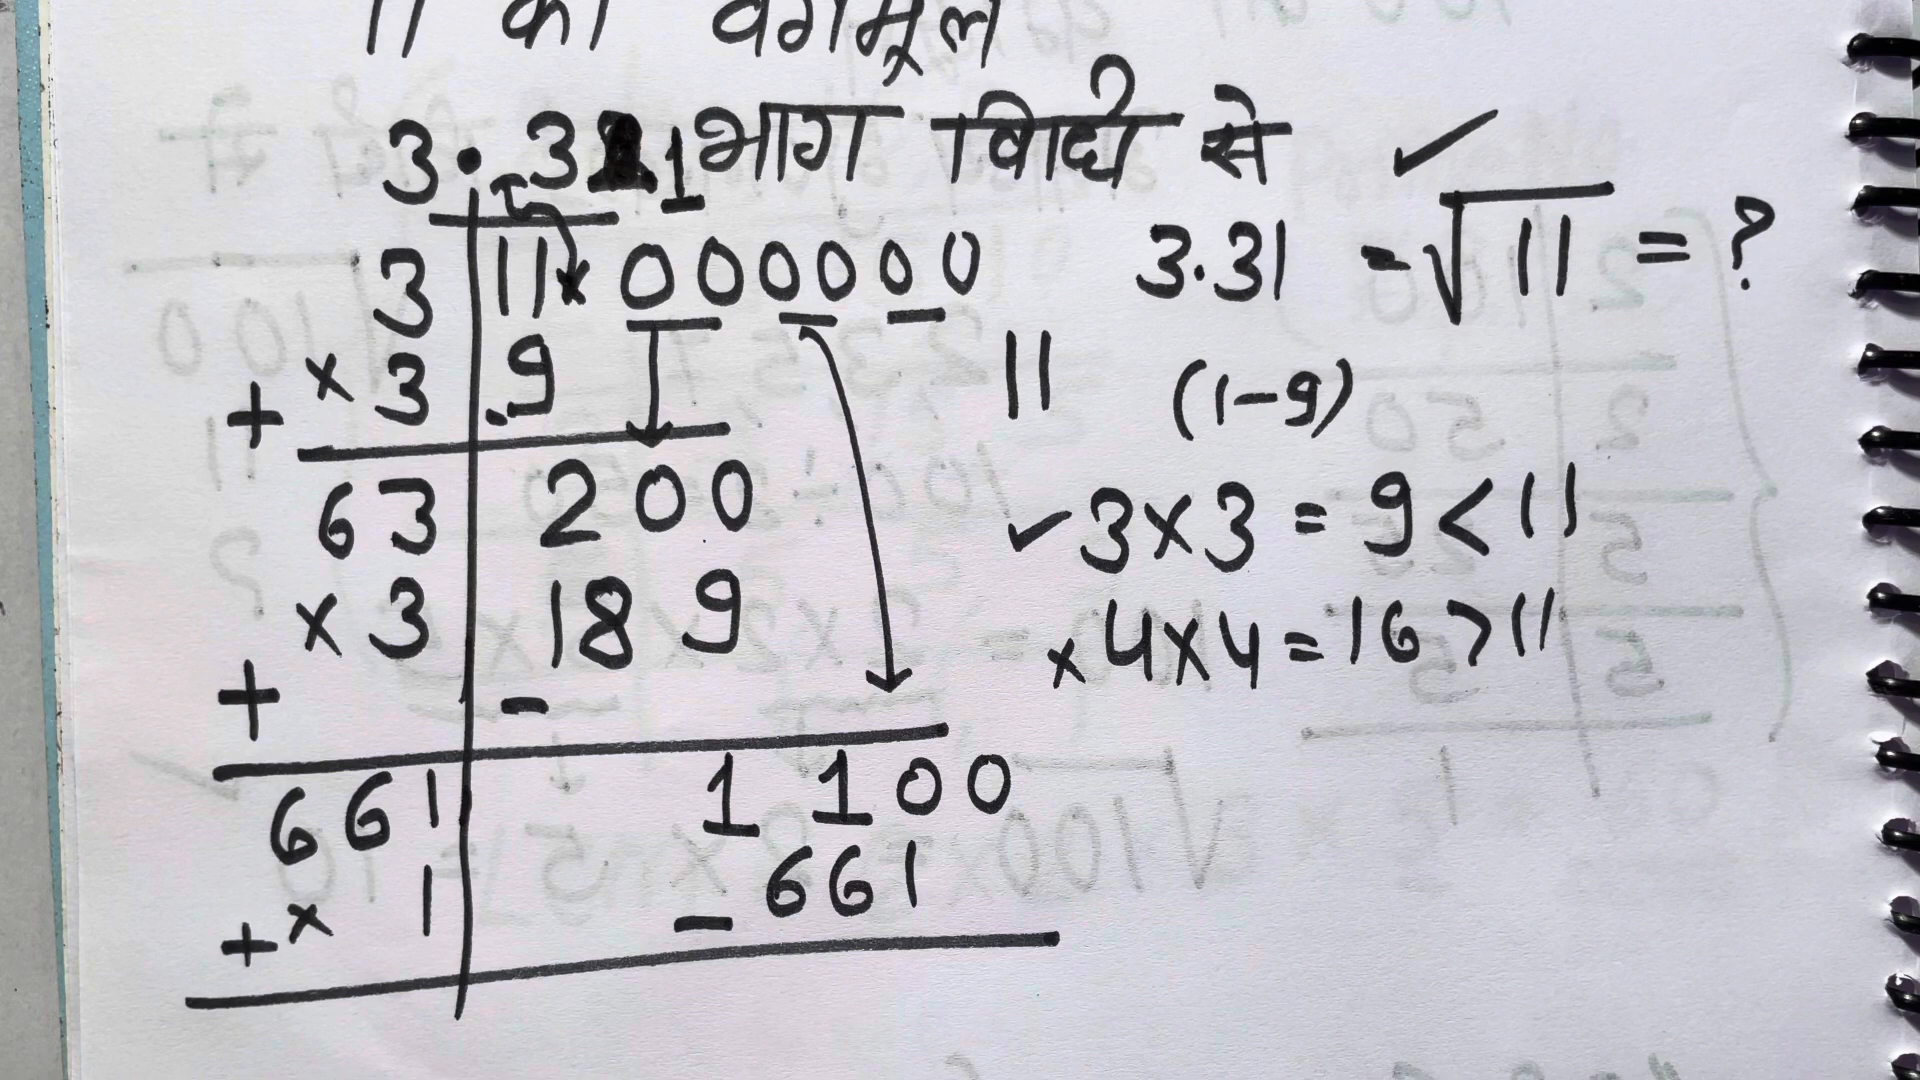 11 का वर्गमूल
3.31 भाग विधि से ✓
3 | 11.000000 3.31 = √11 = ?
+ × 3 | 9 11 (1-9)
63 | 200 ✓ 3×3 = 9 < 11
+ × 3 | - 189 × 4×4 = 16 > 11
661 | 1100
+ × 1 | - 661